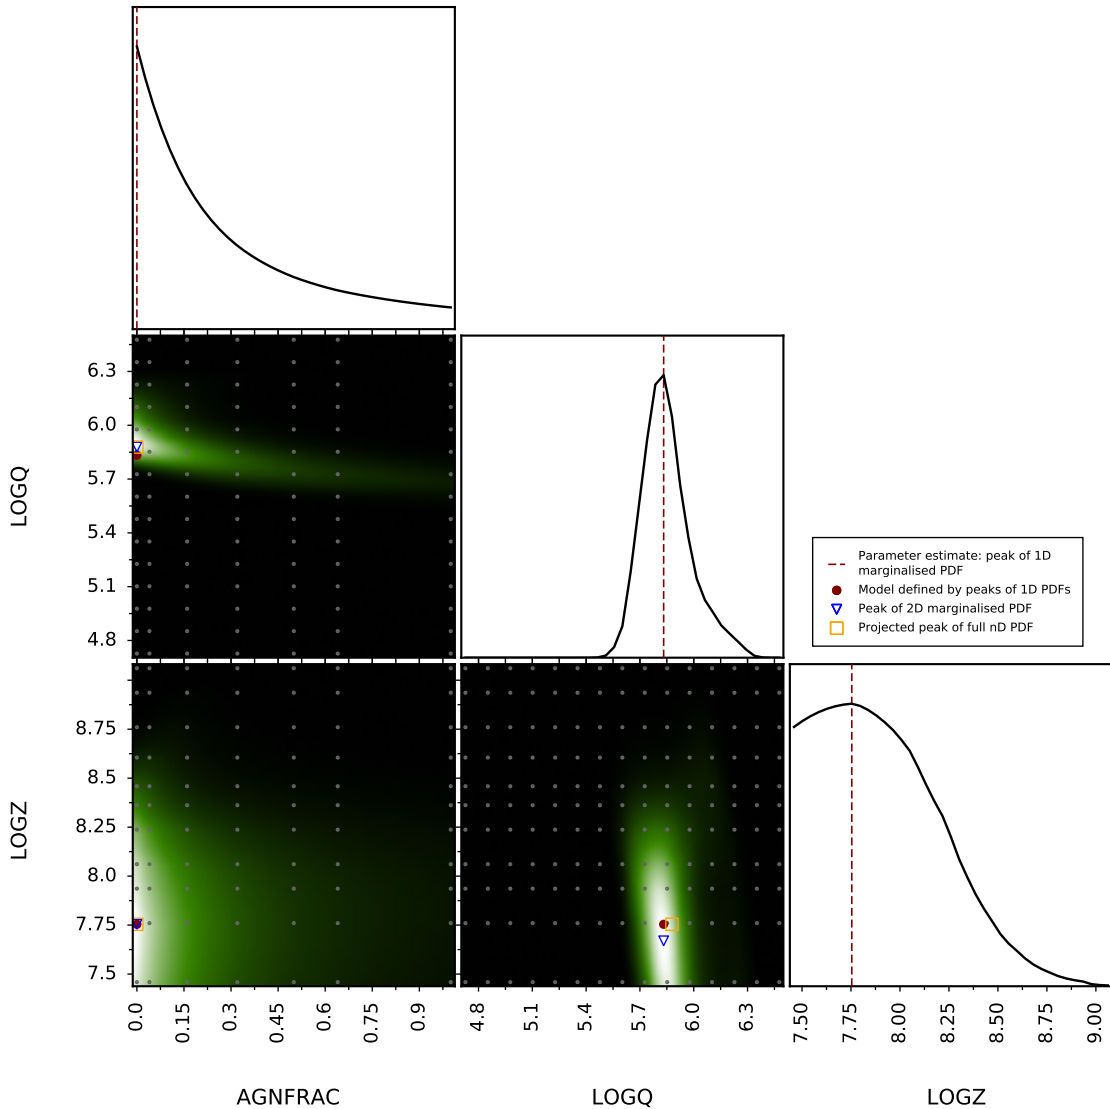 6.3
6.0
5.7
5.4
5.1
4.8
LOGQ
Parameter estimate: peak of 1D
marginalised PDF
Model defined by peaks of 1D PDFs
Peak of 2D marginalised PDF
Projected peak of full nD PDF
8.75
8.5
8.25
8.0
7.75
7.5
LOGZ
0.0 0.15 0.3 0.45 0.6 0.75 0.9
4.8 5.1 5.4 5.7 6.0 6.3
7.50 7.75 8.00 8.25 8.50 8.75 9.00
AGNFRAC LOGQ LOGZ